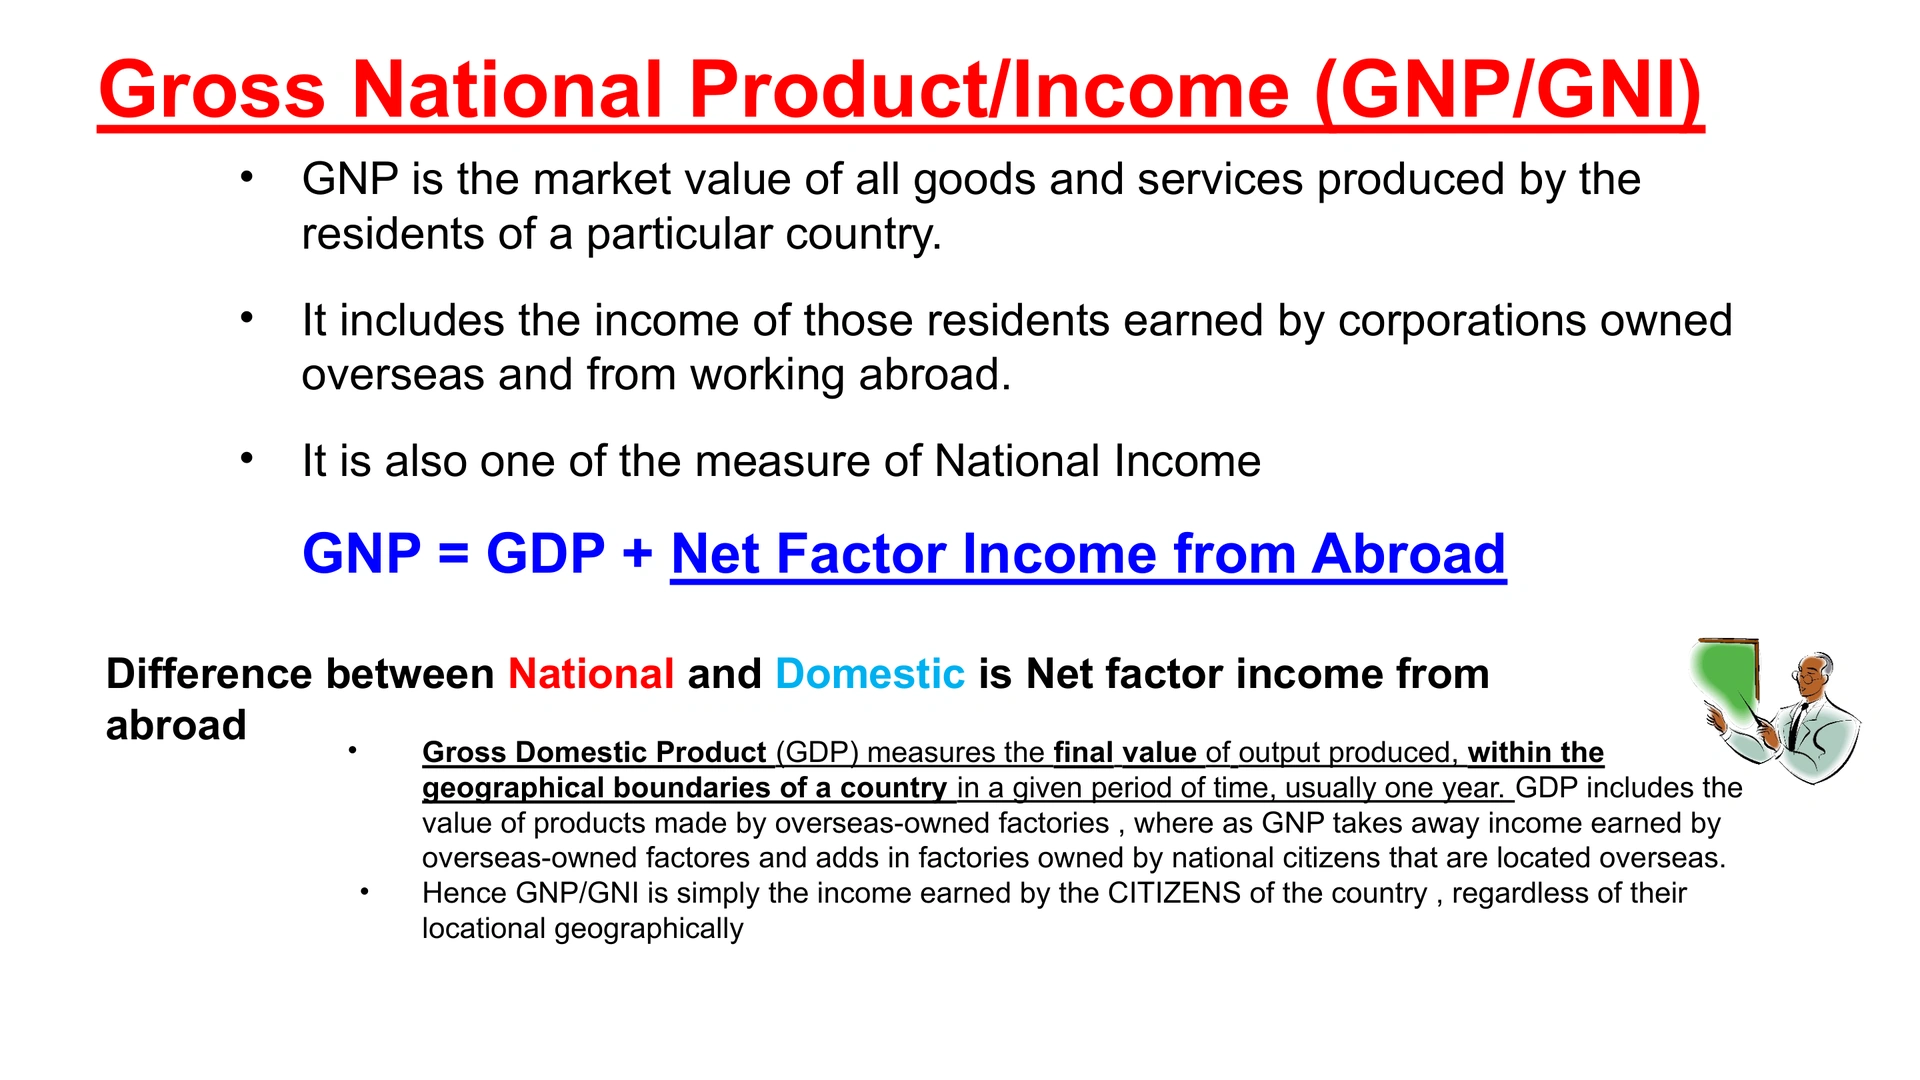 Gross National Product/Income (GNP/GNI)
• GNP is the market value of all goods and services produced by the
residents of a particular country.
• It includes the income of those residents earned by corporations owned
overseas and from working abroad.
• It is also one of the measure of National Income
GNP = GDP + Net Factor Income from Abroad
Difference between National and Domestic is Net factor income from
abroad
• Gross Domestic Product (GDP) measures the final value of output produced, within the
geographical boundaries of a country in a given period of time, usually one year. GDP includes the
value of products made by overseas-owned factories , where as GNP takes away income earned by
overseas-owned factores and adds in factories owned by national citizens that are located overseas.
• Hence GNP/GNI is simply the income earned by the CITIZENS of the country , regardless of their
locational geographically